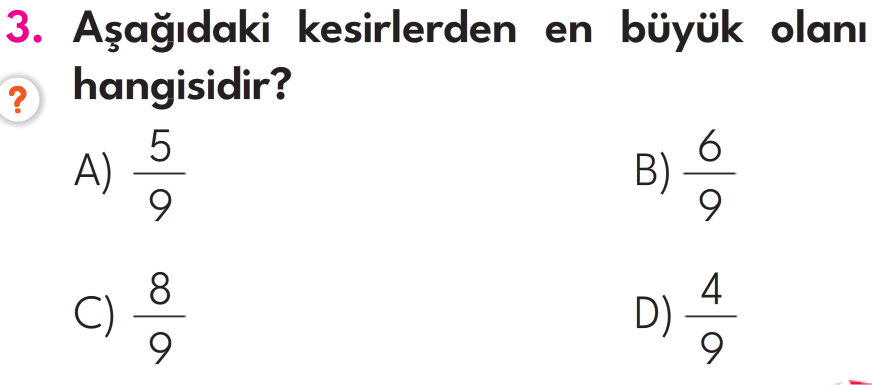 3. Aşağıdaki kesirlerden en büyük olanı
? hangisidir?
A) 5/9 B) 6/9
C) 8/9 D) 4/9